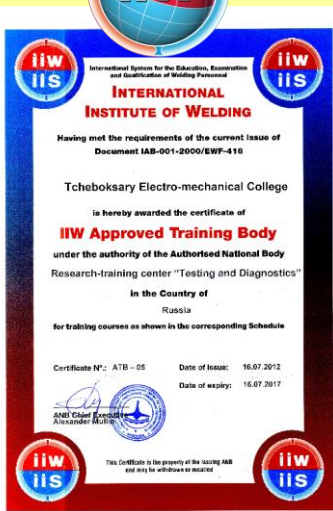 iiw
iis
iiw
iis
International System for the Education, Examination
and Qualification of Welding Personnel
INTERNATIONAL
INSTITUTE OF WELDING
Having met the requirements of the current issue of
Document IAB-001-2000/EWF-416
Tcheboksary Electro-mechanical College
is hereby awarded the certificate of
IIW Approved Training Body
under the authority of the Authorised National Body
Research-training center "Testing and Diagnostics"
in the Country of
Russia
for training courses as shown in the corresponding Schedule
Certificate Nº.: ATB – 05
Date of issue: 16.07.2012
Date of expiry: 16.07.2017
ANB Chief Executive
Alexander Mullin
iiw
iis
This Certificate is the property of the issuing ANB
and may be withdrawn or recalled
iiw
iis